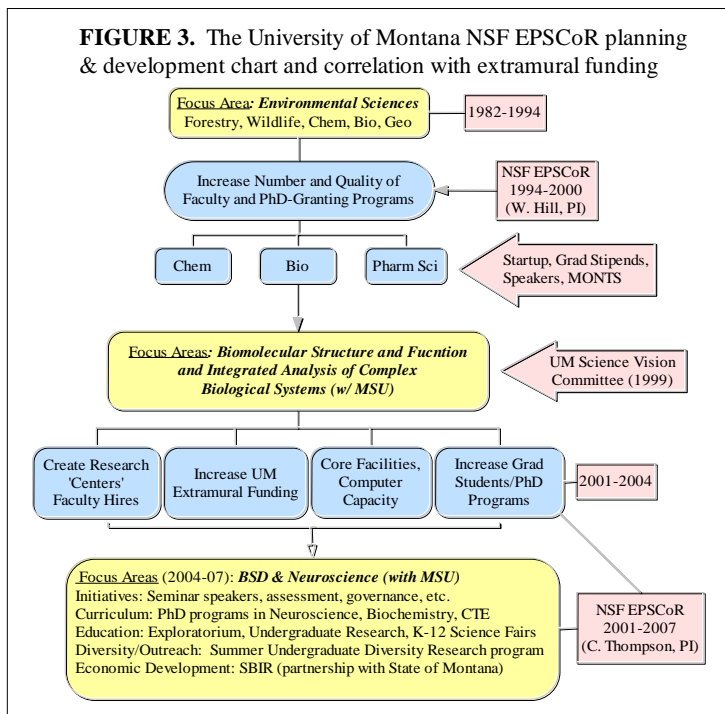 FIGURE 3. The University of Montana NSF EPSCoR planning
& development chart and correlation with extramural funding
Focus Area: Environmental Sciences
Forestry, Wildlife, Chem, Bio, Geo
1982-1994
Increase Number and Quality of
Faculty and PhD-Granting Programs
NSF EPSCoR
1994-2000
(W. Hill, PI)
Chem
Bio
Pharm Sci
Startup, Grad Stipends,
Speakers, MONTS
Focus Areas: Biomolecular Structure and Fucntion
and Integrated Analysis of Complex
Biological Systems (w/ MSU)
UM Science Vision
Committee (1999)
Create Research
'Centers'
Faculty Hires
Increase UM
Extramural Funding
Core Facilities,
Computer
Capacity
Increase Grad
Students/PhD
Programs
2001-2004
Focus Areas (2004-07): BSD & Neuroscience (with MSU)
Initiatives: Seminar speakers, assessment, governance, etc.
Curriculum: PhD programs in Neuroscience, Biochemistry, CTE
Education: Exploratorium, Undergraduate Research, K-12 Science Fairs
Diversity/Outreach: Summer Undergraduate Diversity Research program
Economic Development: SBIR (partnership with State of Montana)
NSF EPSCoR
2001-2007
(C. Thompson, PI)